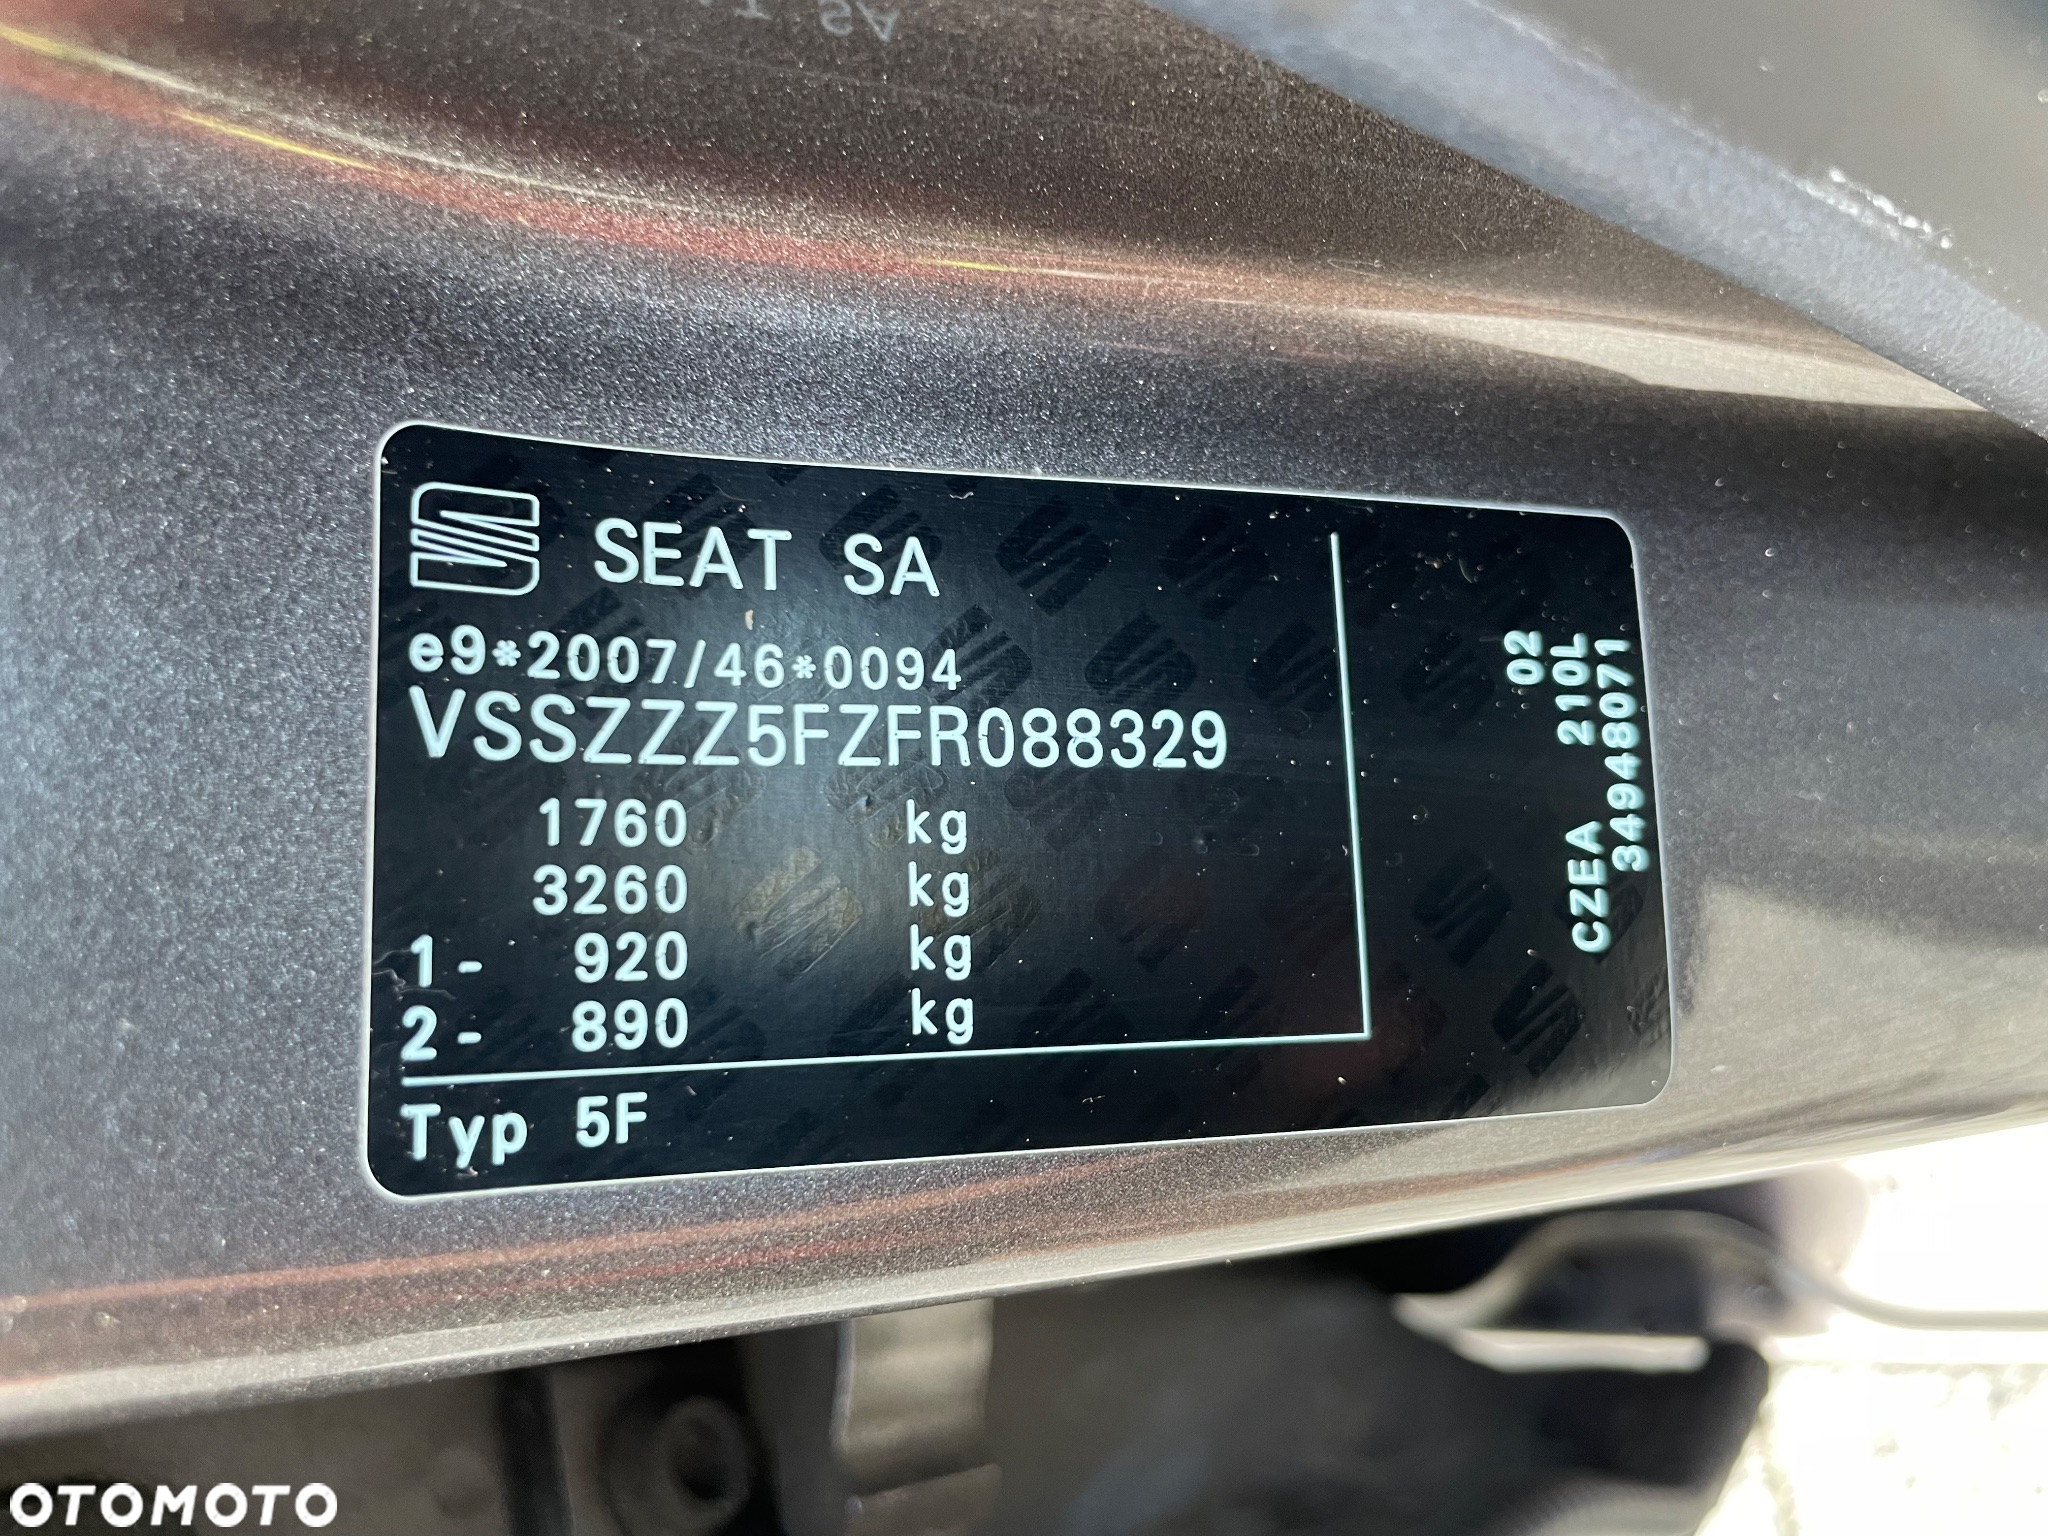 SEAT SA
e9*2007/46*0094
VSSZZZ5FZFR088329
1760 kg
3260 kg
1- 920 kg
2- 890 kg
Typ 5F
02
CZEA 210L
34948071
OTOMOTO